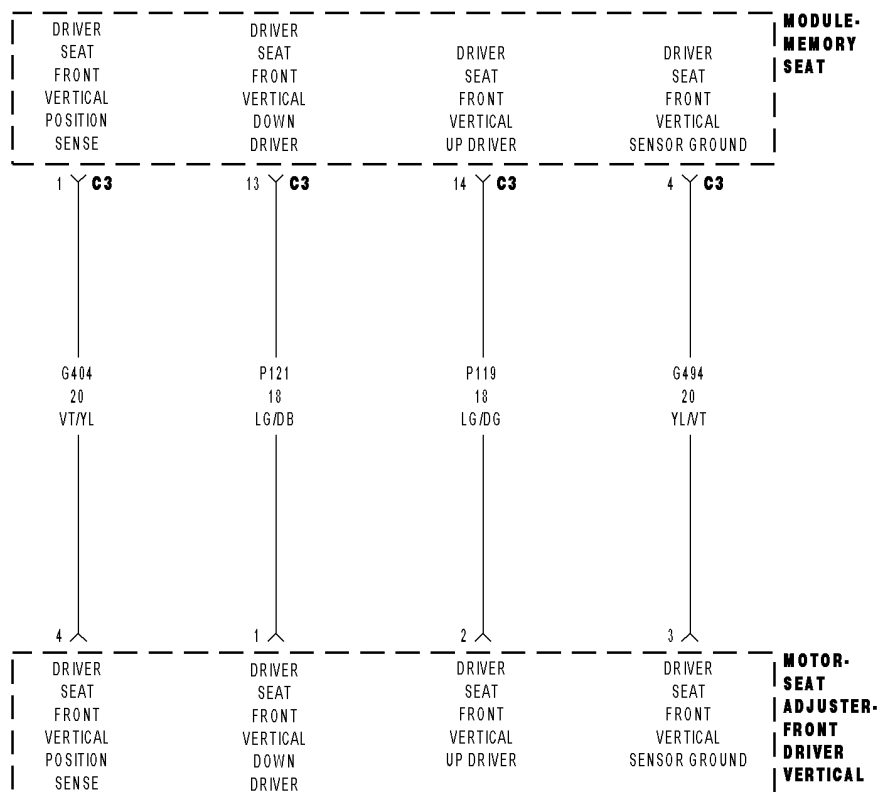 DRIVER
SEAT
FRONT
VERTICAL
POSITION
SENSE
DRIVER
SEAT
FRONT
VERTICAL
DOWN
DRIVER
DRIVER
SEAT
FRONT
VERTICAL
UP DRIVER
DRIVER
SEAT
FRONT
VERTICAL
SENSOR GROUND
MODULE-
MEMORY
SEAT
1 C3
13 C3
14 C3
4 C3
G404
20
VT/YL
P121
18
LG/DB
P119
18
LG/DG
G494
20
YL/VT
4
1
2
3
DRIVER
SEAT
FRONT
VERTICAL
POSITION
SENSE
DRIVER
SEAT
FRONT
VERTICAL
DOWN
DRIVER
DRIVER
SEAT
FRONT
VERTICAL
UP DRIVER
DRIVER
SEAT
FRONT
VERTICAL
SENSOR GROUND
MOTOR-
SEAT
ADJUSTER-
FRONT
DRIVER
VERTICAL